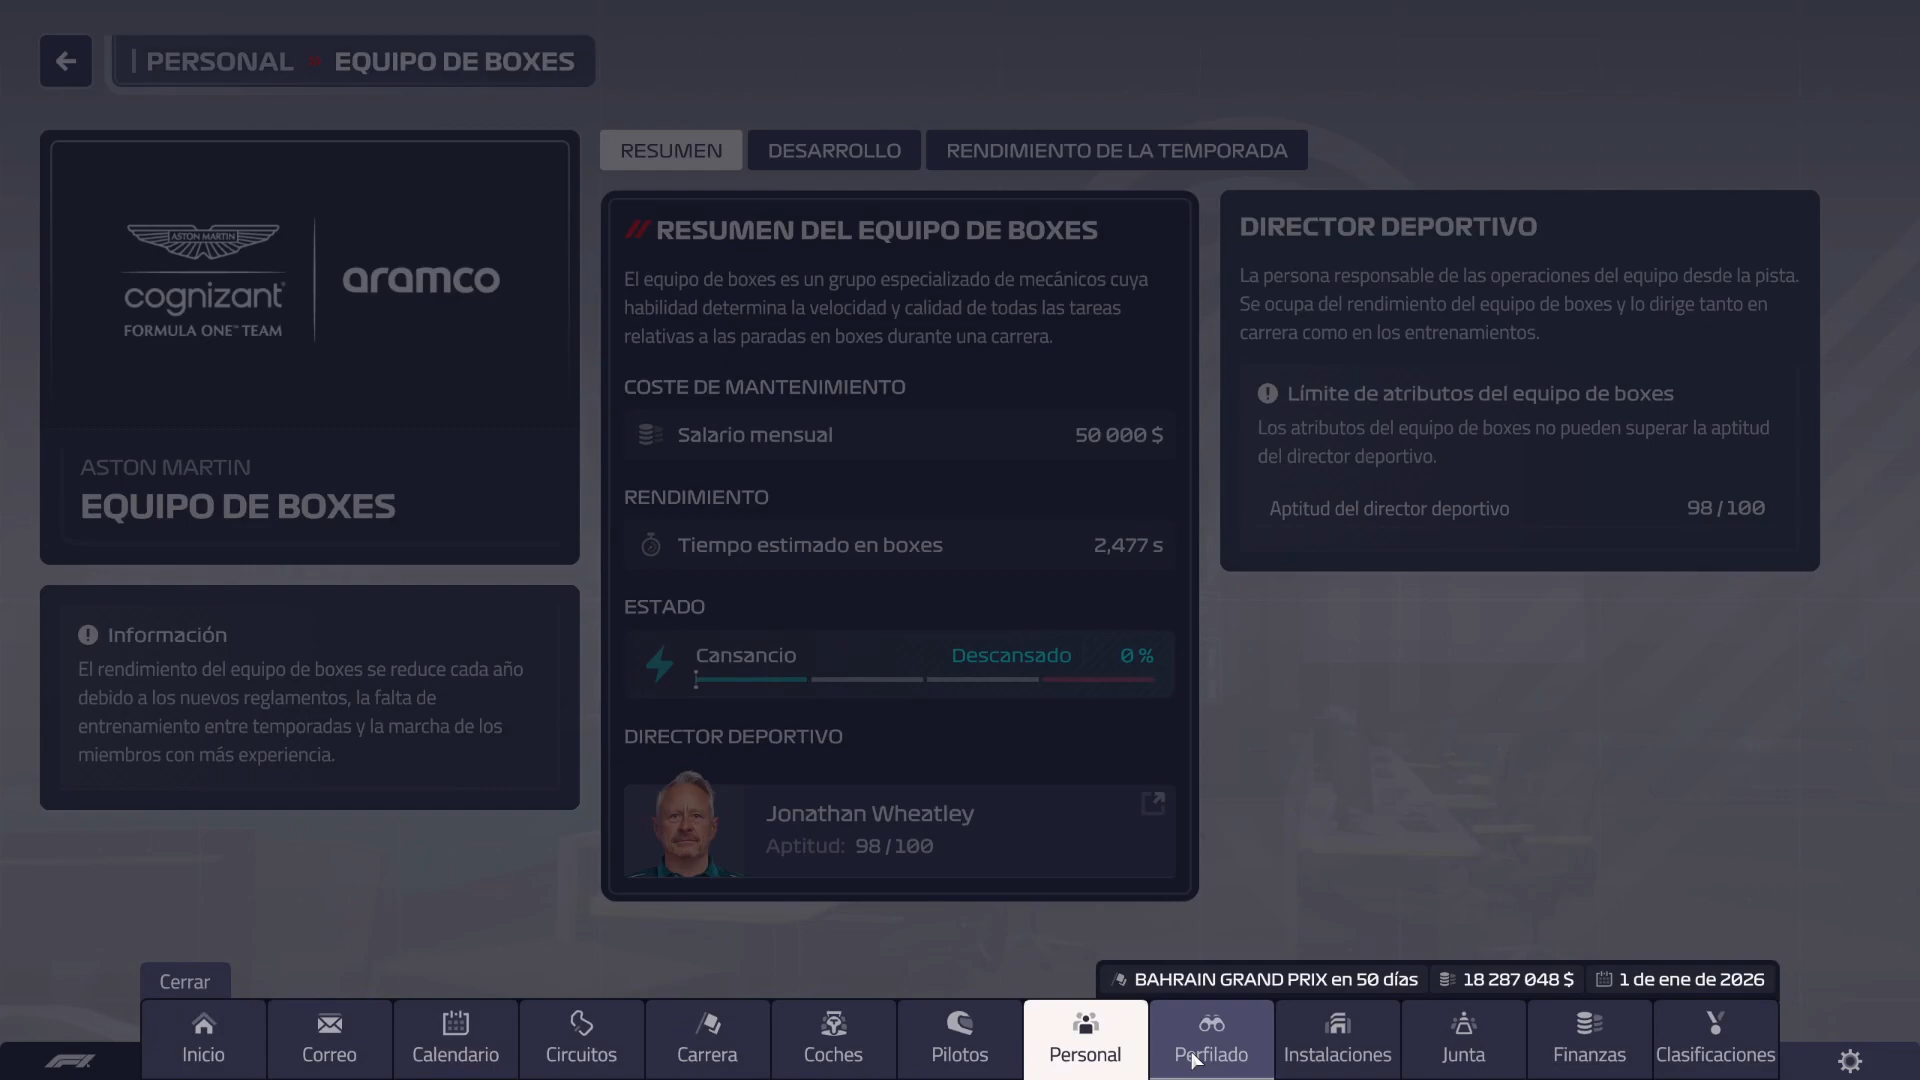 PERSONAL EQUIPO DE BOXES
ASTON MARTIN
cognizant
FORMULA ONE™ TEAM
aramco
ASTON MARTIN
EQUIPO DE BOXES
Información
El rendimiento del equipo de boxes se reduce cada año
debido a los nuevos reglamentos, la falta de
entrenamiento entre temporadas y la marcha de los
miembros con más experiencia.
RESUMEN
DESARROLLO
RENDIMIENTO DE LA TEMPORADA
RESUMEN DEL EQUIPO DE BOXES
El equipo de boxes es un grupo especializado de mecánicos cuya
habilidad determina la velocidad y calidad de todas las tareas
relativas a las paradas en boxes durante una carrera.
COSTE DE MANTENIMIENTO
Salario mensual 50 000 $
RENDIMIENTO
Tiempo estimado en boxes 2,477 s
ESTADO
Cansancio Descansado 0 %
DIRECTOR DEPORTIVO
Jonathan Wheatley
Aptitud: 98 / 100
DIRECTOR DEPORTIVO
La persona responsable de las operaciones del equipo desde la pista.
Se ocupa del rendimiento del equipo de boxes y lo dirige tanto en
carrera como en los entrenamientos.
Límite de atributos del equipo de boxes
Los atributos del equipo de boxes no pueden superar la aptitud
del director deportivo.
Aptitud del director deportivo 98 / 100
Cerrar
BAHRAIN GRAND PRIX en 50 días 18 287 048 $ 1 de ene de 2026
Inicio
Correo
Calendario
Circuitos
Carrera
Coches
Pilotos
Personal
Perfilado
Instalaciones
Junta
Finanzas
Clasificaciones